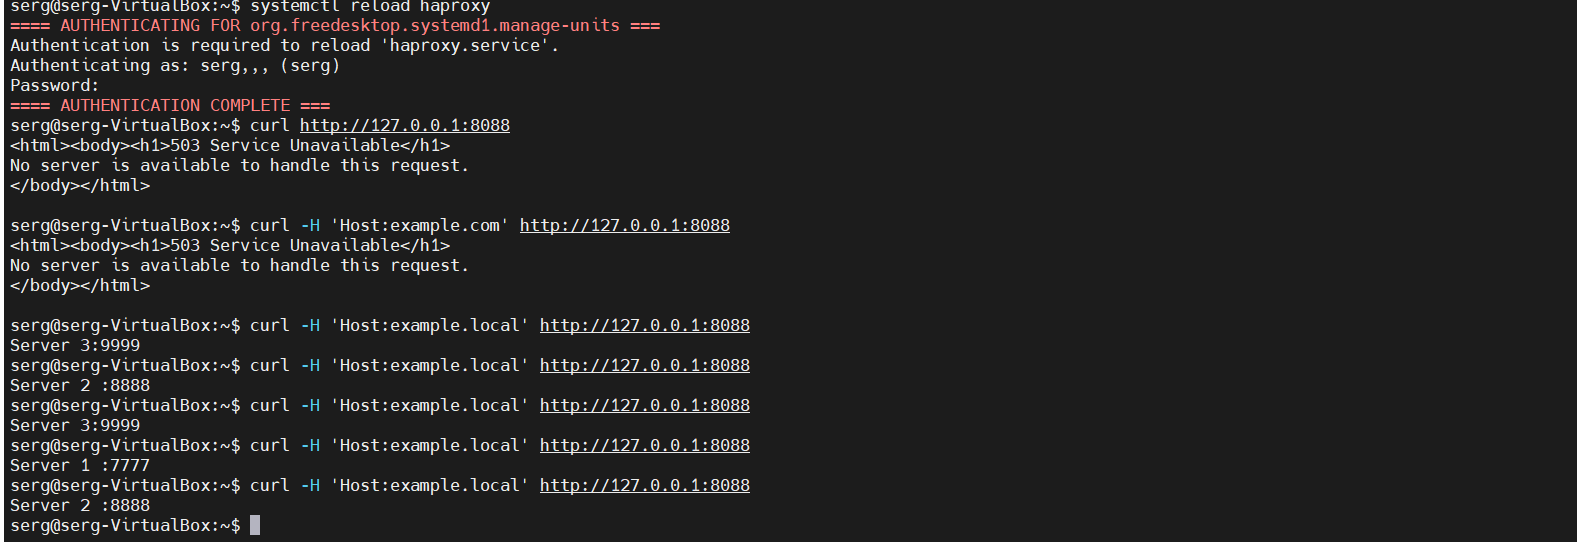 serg@serg-VirtualBox:~$ systemctl reload haproxy
==== AUTHENTICATING FOR org.freedesktop.systemd1.manage-units ===
Authentication is required to reload 'haproxy.service'.
Authenticating as: serg,,, (serg)
Password:
==== AUTHENTICATION COMPLETE ===
serg@serg-VirtualBox:~$ curl http://127.0.0.1:8088
<html><body><h1>503 Service Unavailable</h1>
No server is available to handle this request.
</body></html>
serg@serg-VirtualBox:~$ curl -H 'Host:example.com' http://127.0.0.1:8088
<html><body><h1>503 Service Unavailable</h1>
No server is available to handle this request.
</body></html>
serg@serg-VirtualBox:~$ curl -H 'Host:example.local' http://127.0.0.1:8088
Server 3:9999
serg@serg-VirtualBox:~$ curl -H 'Host:example.local' http://127.0.0.1:8088
Server 2 :8888
serg@serg-VirtualBox:~$ curl -H 'Host:example.local' http://127.0.0.1:8088
Server 3:9999
serg@serg-VirtualBox:~$ curl -H 'Host:example.local' http://127.0.0.1:8088
Server 1 :7777
serg@serg-VirtualBox:~$ curl -H 'Host:example.local' http://127.0.0.1:8088
Server 2 :8888
serg@serg-VirtualBox:~$